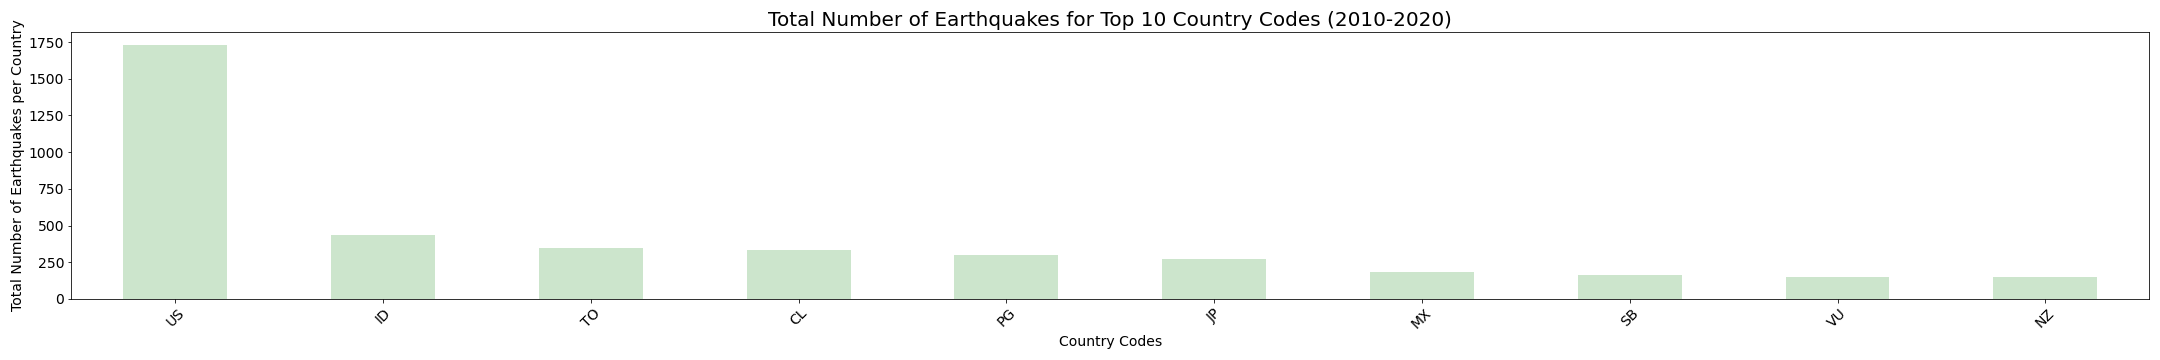 Total Number of Earthquakes for Top 10 Country Codes (2010-2020)
Total Number of Earthquakes per Country
1750
1500
1250
1000
750
500
250
0
US ID TO CL PG JP MX SB VU NZ
Country Codes